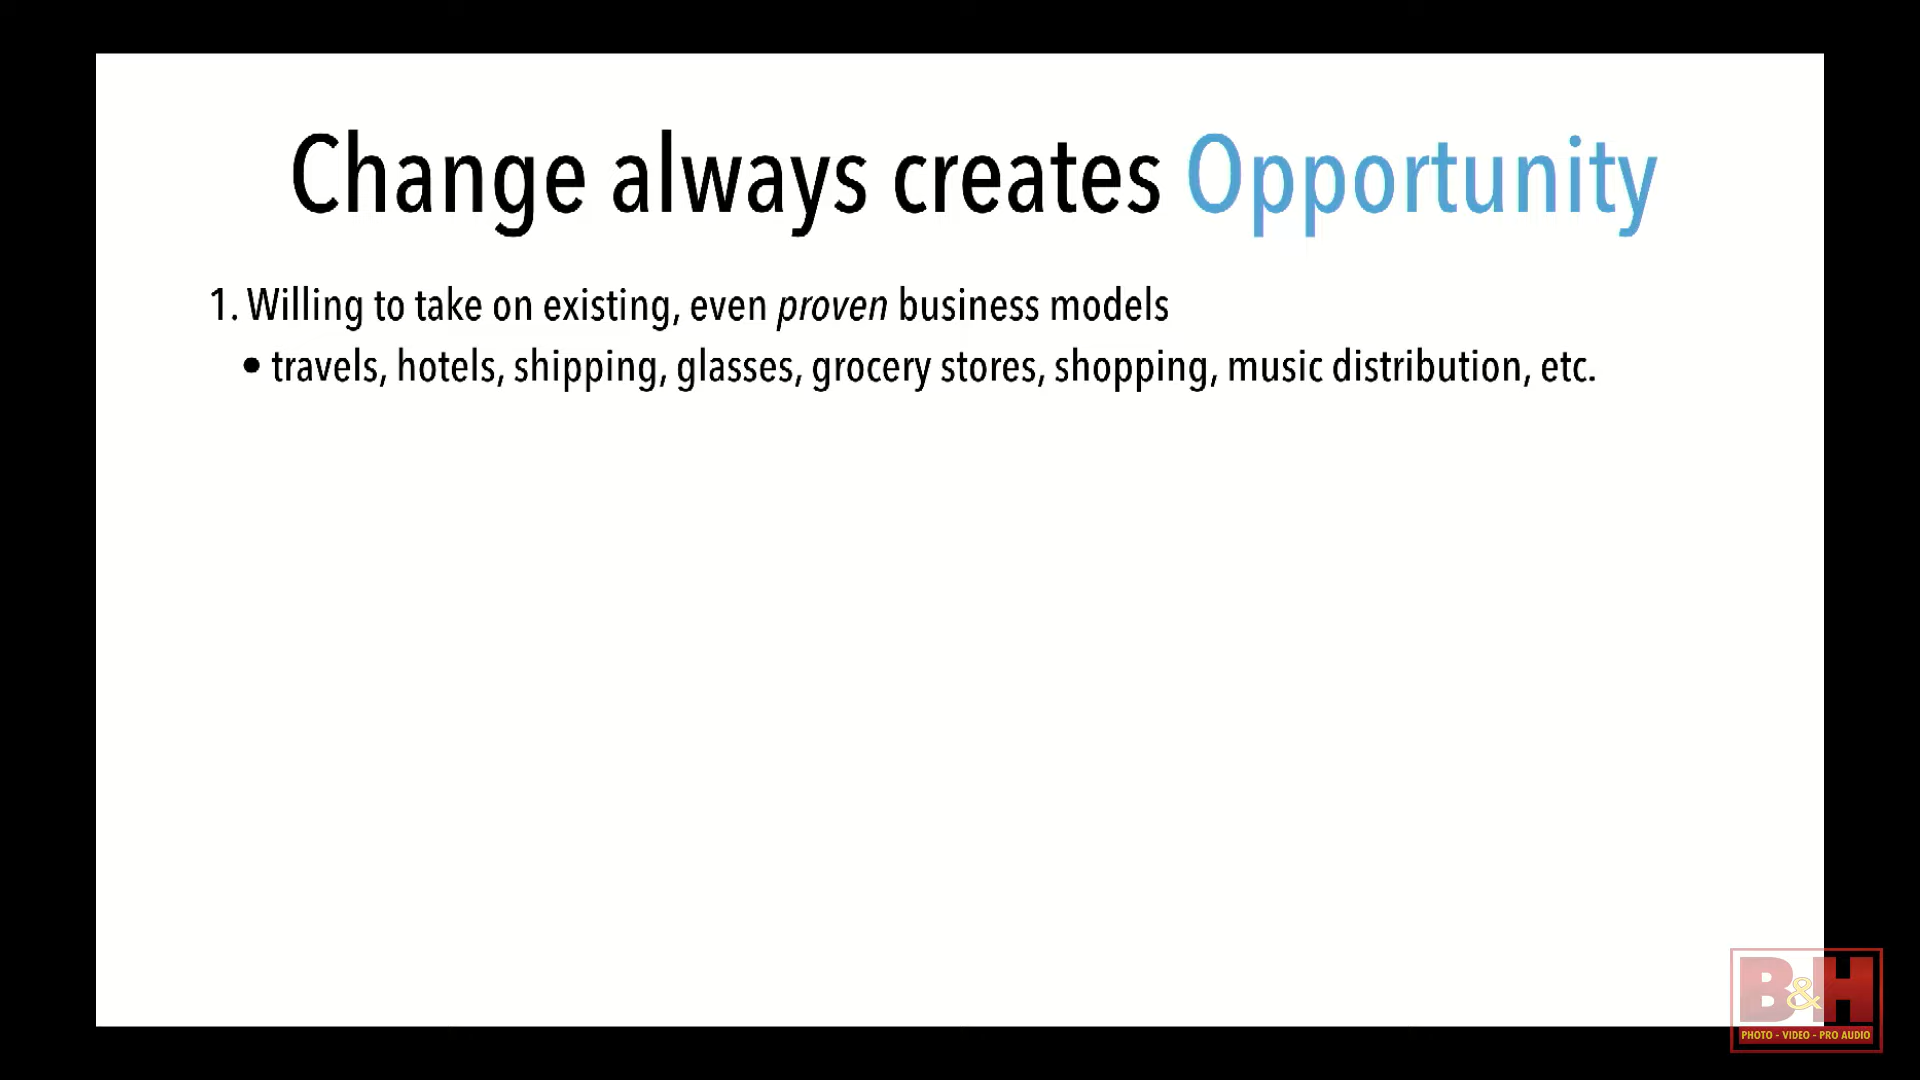 Change always creates Opportunity
1. Willing to take on existing, even proven business models
• travels, hotels, shipping, glasses, grocery stores, shopping, music distribution, etc.
B&H
PHOTO - VIDEO - PRO AUDIO